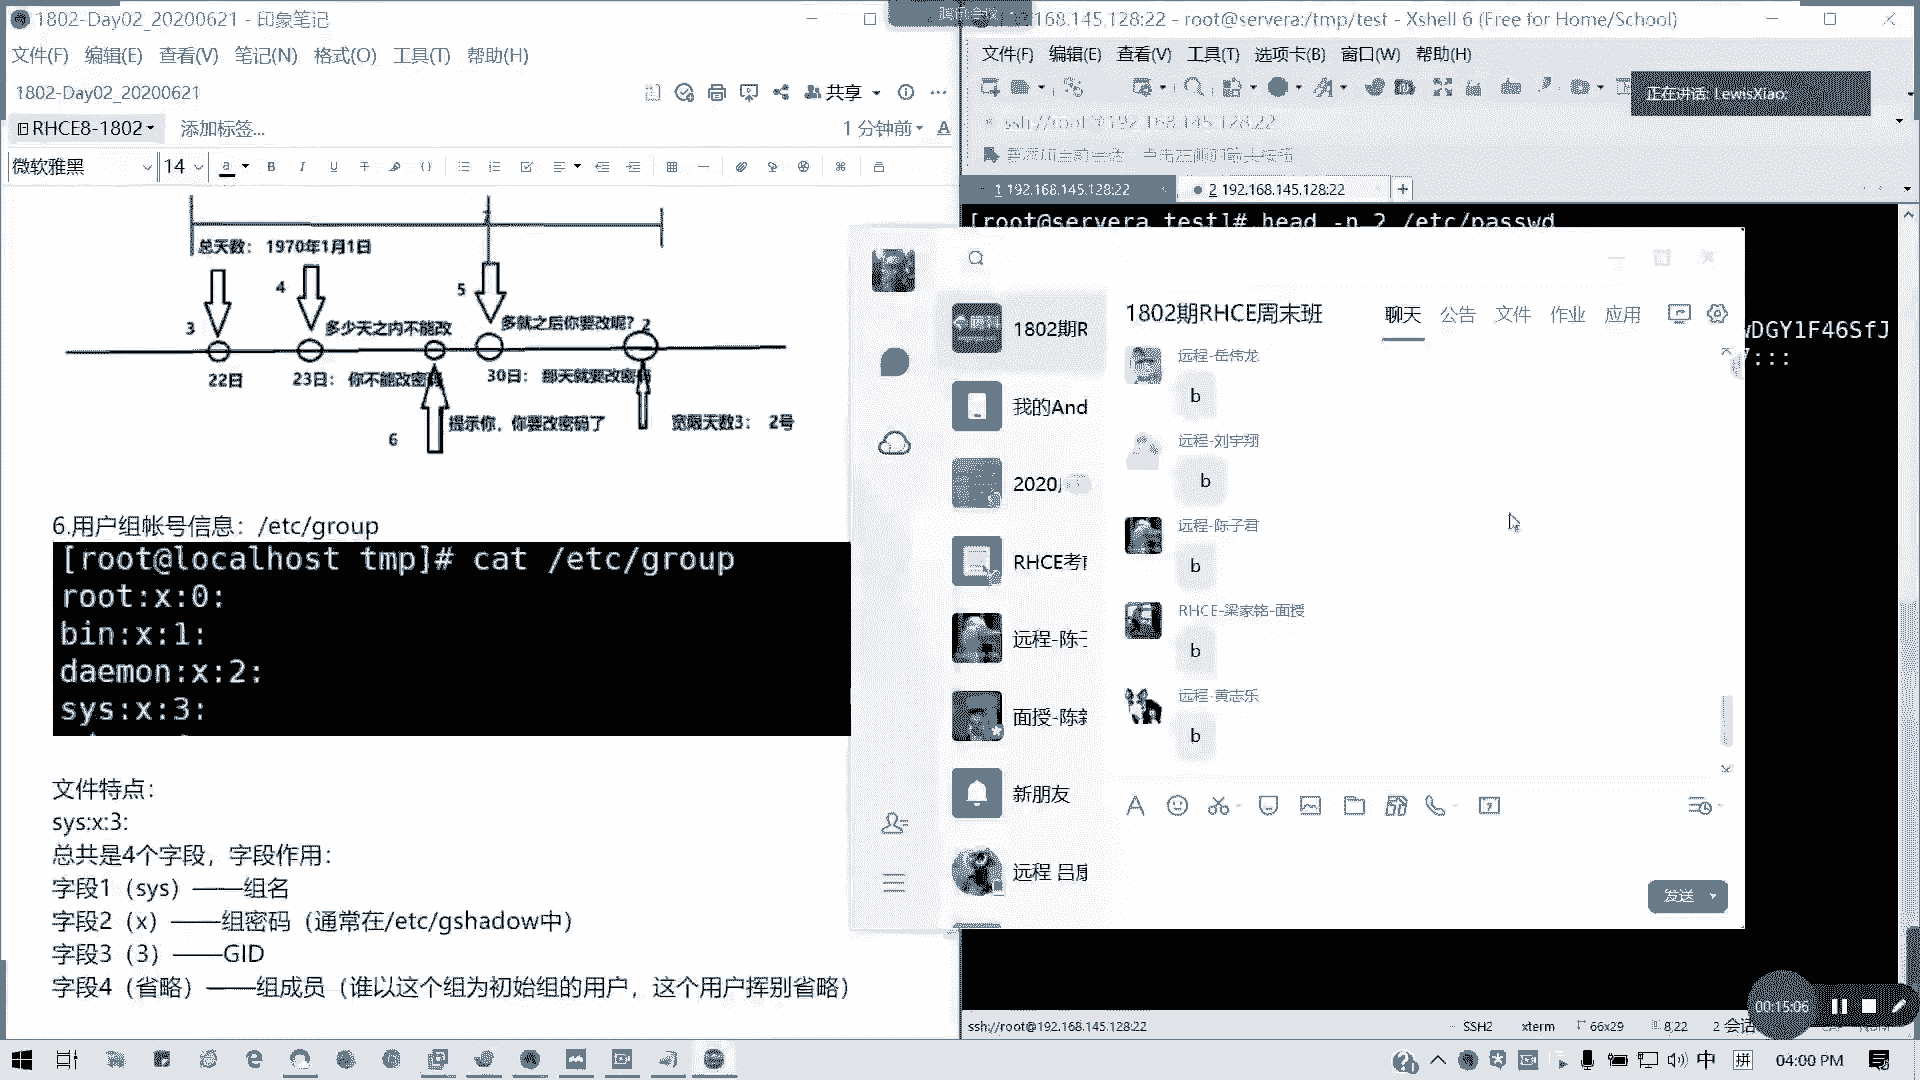 1802-Day02_20200621 - 印象笔记
文件(F) 编辑(E) 查看(V) 笔记(N) 格式(O) 工具(T) 帮助(H)
1802-Day02_20200621
共享
RHCE8-1802
添加标签...
1 分钟前
微软雅黑
14
总天数： 1970年1月1日
3
4
5
多少天之内不能改
多就之后你要改呢？
2
22日
23日： 你不能改密码
30日： 那天就要改密码
6
提示你，你要改密码了
宽限天数3： 2号
6.用户组帐号信息：/etc/group
[root@localhost tmp]# cat /etc/group
root:x:0:
bin:x:1:
daemon:x:2:
sys:x:3:
文件特点：
sys:x:3:
总共是4个字段，字段作用：
字段1（sys）——组名
字段2（x）——组密码（通常在/etc/gshadow中）
字段3（3）——GID
字段4（省略）——组成员（谁以这个组为初始组的用户，这个用户挥别省略）
腾讯会议
168.145.128:22 - root@servera:/tmp/test - Xshell 6 (Free for Home/School)
文件(F) 编辑(E) 查看(V) 工具(T) 选项卡(B) 窗口(W) 帮助(H)
正在讲话: LewisXiao:
ssh://root@192.168.145.128:22
1 192.168.145.128:22
2 192.168.145.128:22
[root@servera test]# head -n 2 /etc/passwd
wDGY1F46SfJ
7:::
1802期R
我的And
2020
RHCE考前
远程-陈子
面授-陈新
新朋友
远程 吕康
1802期RHCE周末班
聊天 公告 文件 作业 应用
远程-岳伟龙
b
远程-刘宇翔
b
远程-陈子君
b
RHCE-梁家铭-面授
b
远程-黄志乐
b
发送
00:15:06
ssh://root@192.168.145.128:22
SSH2
xterm
66x29
8,22
2 会话
中
拼
04:00 PM